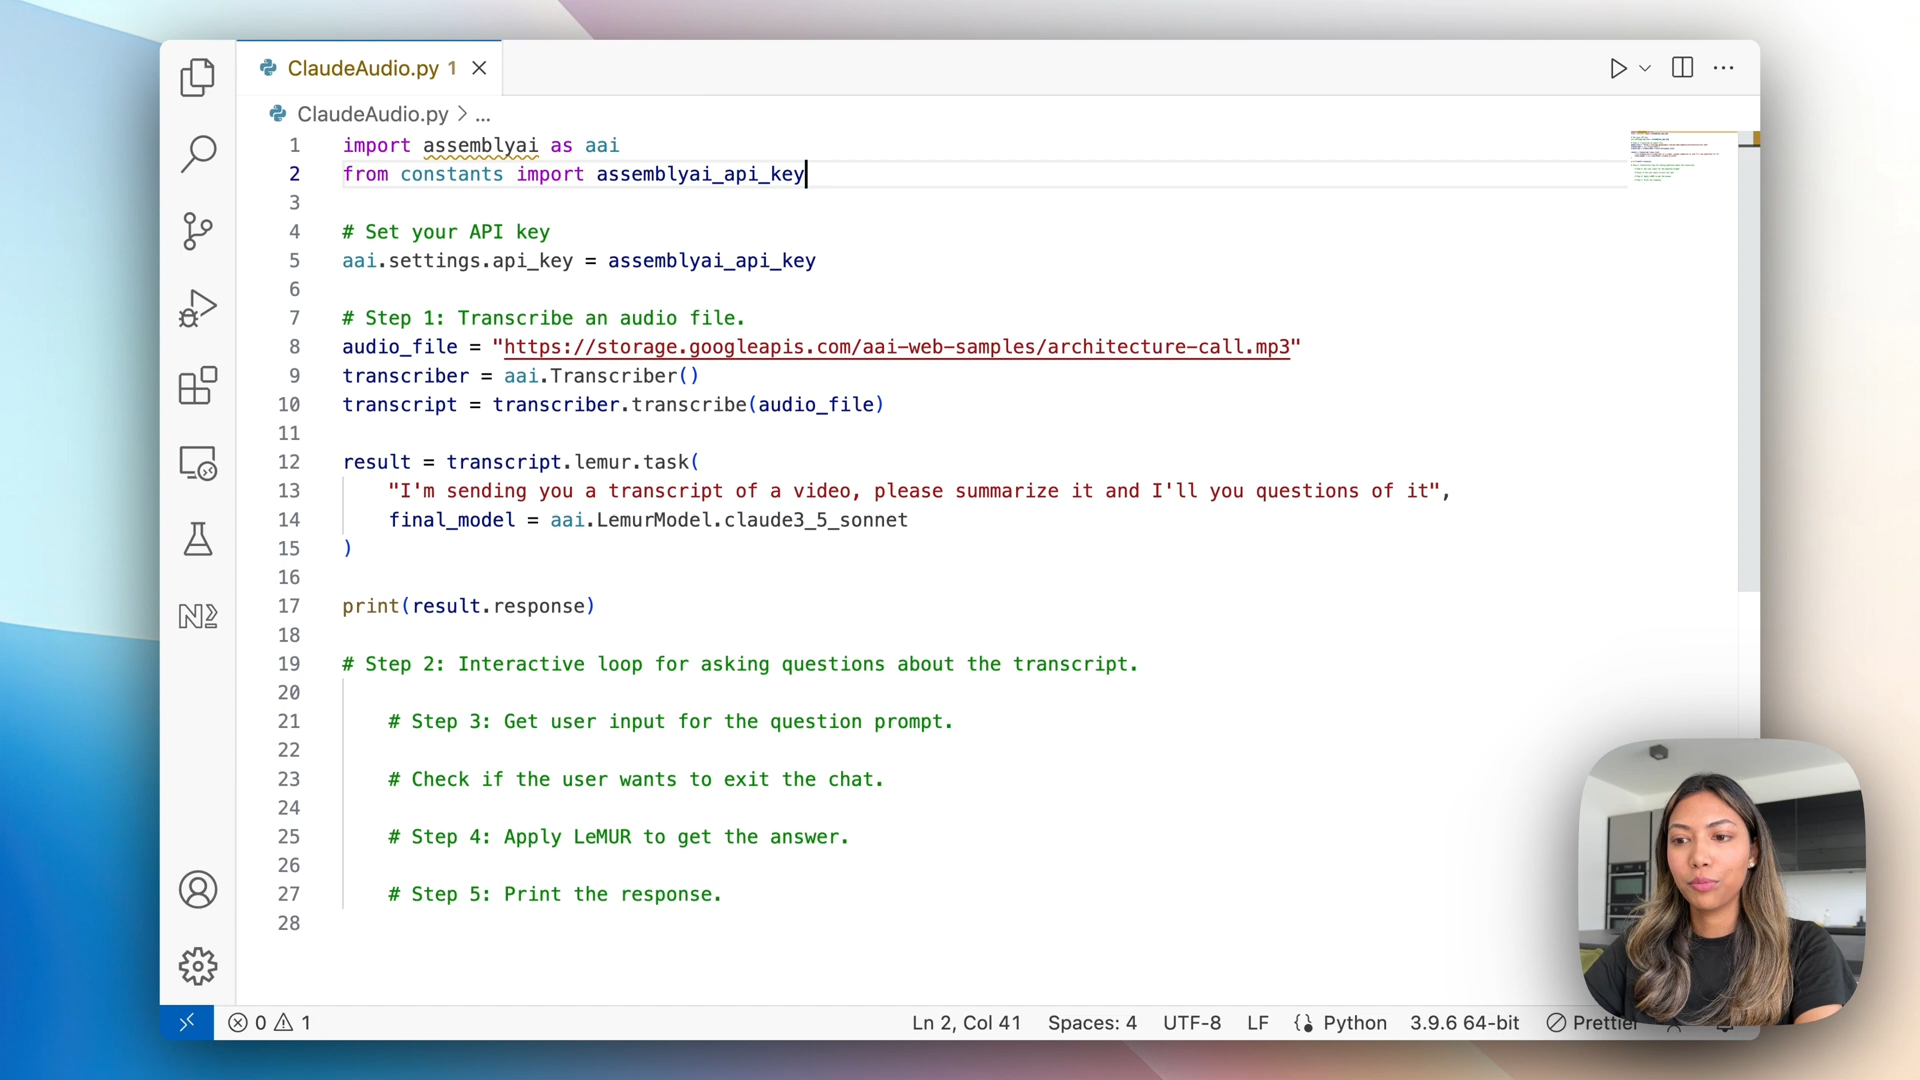 ClaudeAudio.py 1
ClaudeAudio.py > ...
1 import assemblyai as aai
2 from constants import assemblyai_api_key
3
4 # Set your API key
5 aai.settings.api_key = assemblyai_api_key
6
7 # Step 1: Transcribe an audio file.
8 audio_file = "https://storage.googleapis.com/aai-web-samples/architecture-call.mp3"
9 transcriber = aai.Transcriber()
10 transcript = transcriber.transcribe(audio_file)
11
12 result = transcript.lemur.task(
13 "I'm sending you a transcript of a video, please summarize it and I'll you questions of it",
14 final_model = aai.LemurModel.claude3_5_sonnet
15 )
16
17 print(result.response)
18
19 # Step 2: Interactive loop for asking questions about the transcript.
20
21 # Step 3: Get user input for the question prompt.
22
23 # Check if the user wants to exit the chat.
24
25 # Step 4: Apply LeMUR to get the answer.
26
27 # Step 5: Print the response.
28
0 1 Ln 2, Col 41 Spaces: 4 UTF-8 LF Python 3.9.6 64-bit Prettier